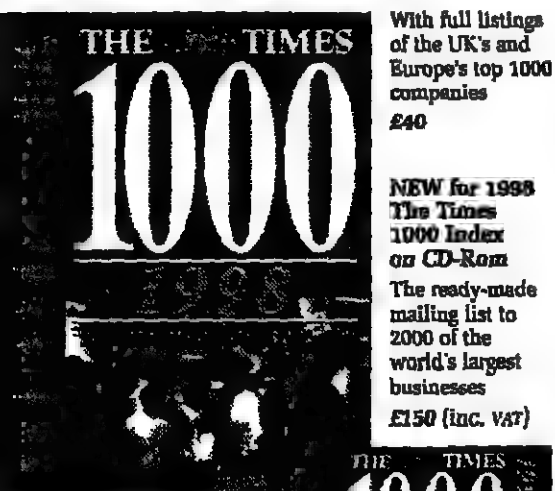 THE TIMES
1000
1998
With full listings
of the UK's and
Europe's top 1000
companies
£40
NEW for 1998
The Times
1000 Index
on CD-Rom
The ready-made
mailing list to
2000 of the
world's largest
businesses
£150 (inc. VAT)
THE TIMES
1000